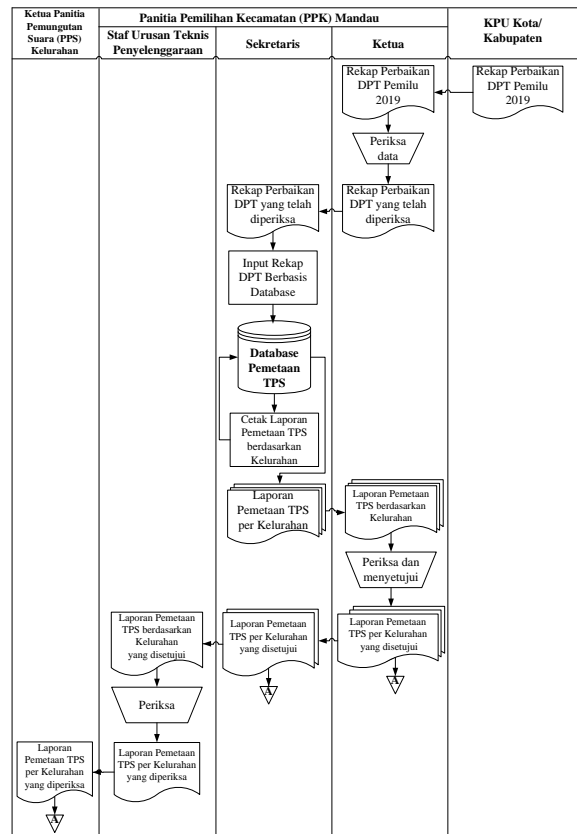 Ketua Panitia
Pemungutan
Suara (PPS)
Kelurahan
Panitia Pemilihan Kecamatan (PPK) Mandau
Staf Urusan Teknis
Penyelenggaraan
Sekretaris
Ketua
KPU Kota/
Kabupaten
Rekap Perbaikan
DPT Pemilu
2019
Rekap Perbaikan
DPT Pemilu
2019
Periksa
data
Rekap Perbaikan
DPT yang telah
diperiksa
Rekap Perbaikan
DPT yang telah
diperiksa
Input Rekap
DPT Berbasis
Database
Database
Pemetaan
TPS
Cetak Laporan
Pemetaan TPS
berdasarkan
Kelurahan
Laporan
Pemetaan TPS
per Kelurahan
Laporan Pemetaan
TPS berdasarkan
Kelurahan
Periksa dan
menyetujui
Laporan Pemetaan
TPS berdasarkan
Kelurahan
yang disetujui
Laporan Pemetaan
TPS per Kelurahan
yang disetujui
Laporan Pemetaan
TPS per Kelurahan
yang disetujui
A
A
Periksa
Laporan
Pemetaan TPS
per Kelurahan
yang diperiksa
Laporan Pemetaan
TPS per Kelurahan
yang diperiksa
A